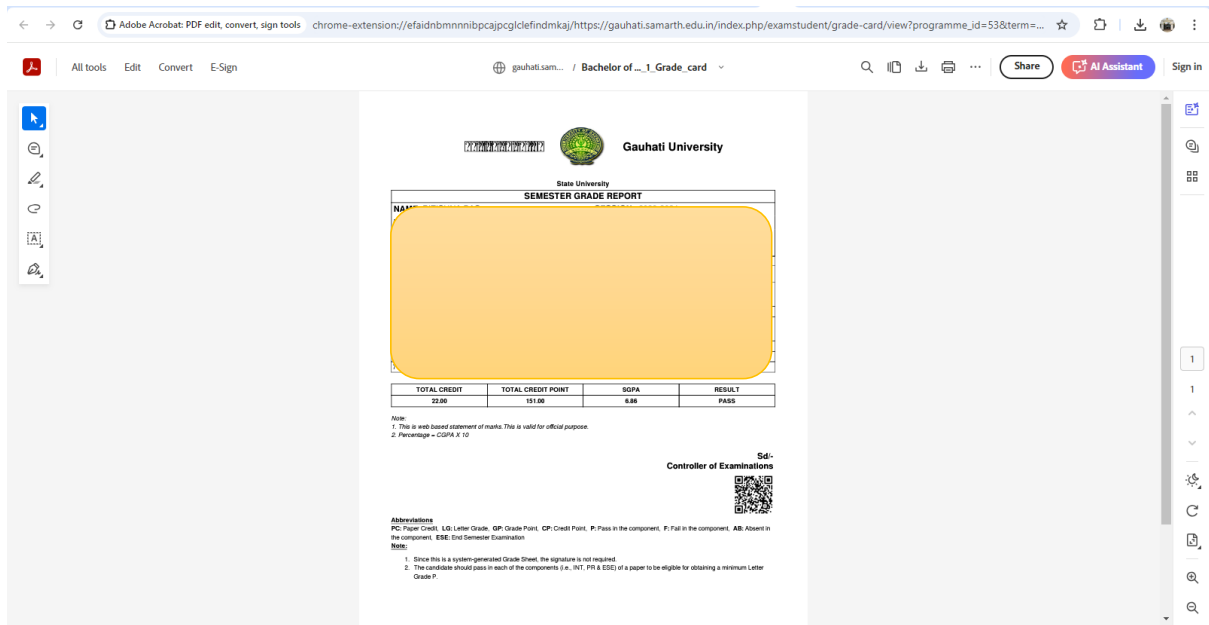 Adobe Acrobat: PDF edit, convert, sign tools chrome-extension://efaidnbmnnnibpcajpcglclefindmkaj/https://gauhati.samarth.edu.in/index.php/examstudent/grade-card/view?programme_id=53&term=...
All tools Edit Convert E-Sign gauhati.sam... / Bachelor of ..._1_Grade_card Share AI Assistant Sign in
Gauhati University
State University
SEMESTER GRADE REPORT
TOTAL CREDIT TOTAL CREDIT POINT SGPA RESULT
22.00 151.00 6.86 PASS
Note:
1. This is web based statement of marks.This is valid for official purpose.
2. Percentage = CGPA X 10
Sd/-
Controller of Examinations
Abbreviations
PC: Paper Credit, LG: Letter Grade, GP: Grade Point, CP: Credit Point, P: Pass in the component, F: Fail in the component, AB: Absent in
the component, ESE: End Semester Examination
Note:
1. Since this is a system-generated Grade Sheet, the signature is not required.
2. The candidate should pass in each of the components (i.e., INT, PR & ESE) of a paper to be eligible for obtaining a minimum Letter
Grade P.
1
1